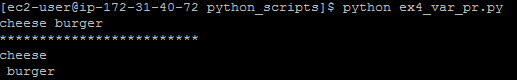 [ec2-user@ip-172-31-40-72 python_scripts]$ python ex4_var_pr.py
cheese burger
**************************
cheese
 burger